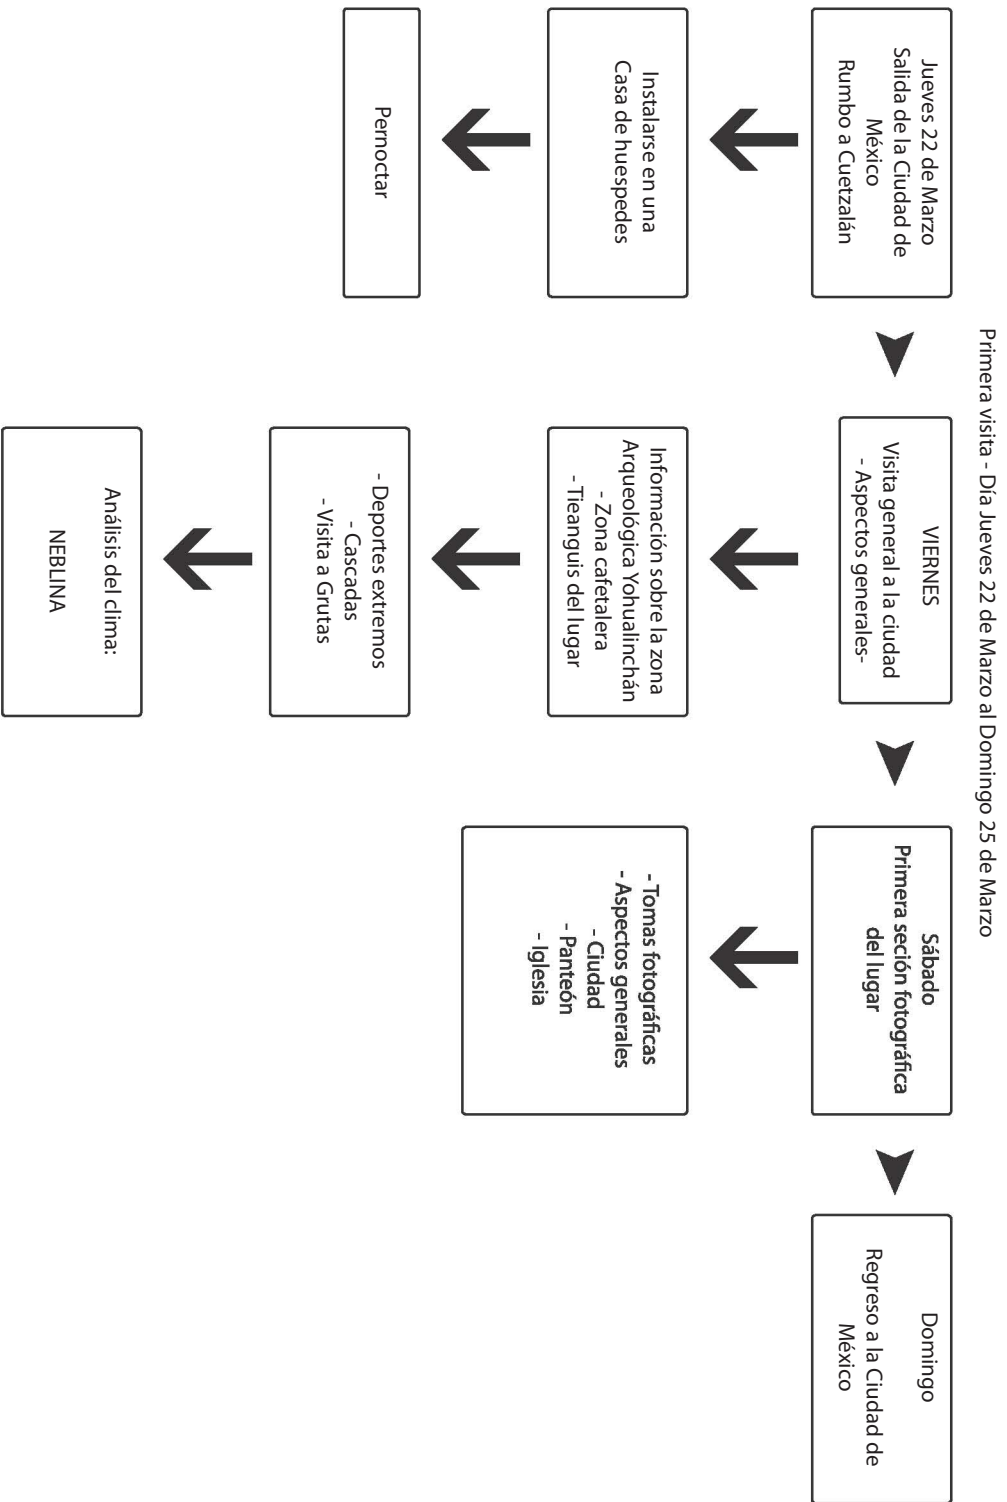 Primera visita - Día Jueves 22 de Marzo al Domingo 25 de Marzo
Jueves 22 de Marzo
Salida de la Ciudad de
México
Rumbo a Cuetzalán
Instalarse en una
Casa de huespedes
Pernoctar
VIERNES
Visita general a la ciudad
- Aspectos generales-
Información sobre la zona
Arqueológica Yohualinchán
- Zona cafetalera
- Tieanguis del lugar
- Deportes extremos
- Cascadas
- Visita a Grutas
Análisis del clima:
NEBLINA
Sábado
Primera seción fotográfica
del lugar
- Tomas fotográficas
- Aspectos generales
- Ciudad
- Panteón
- Iglesia
Domingo
Regreso a la Ciudad de
México